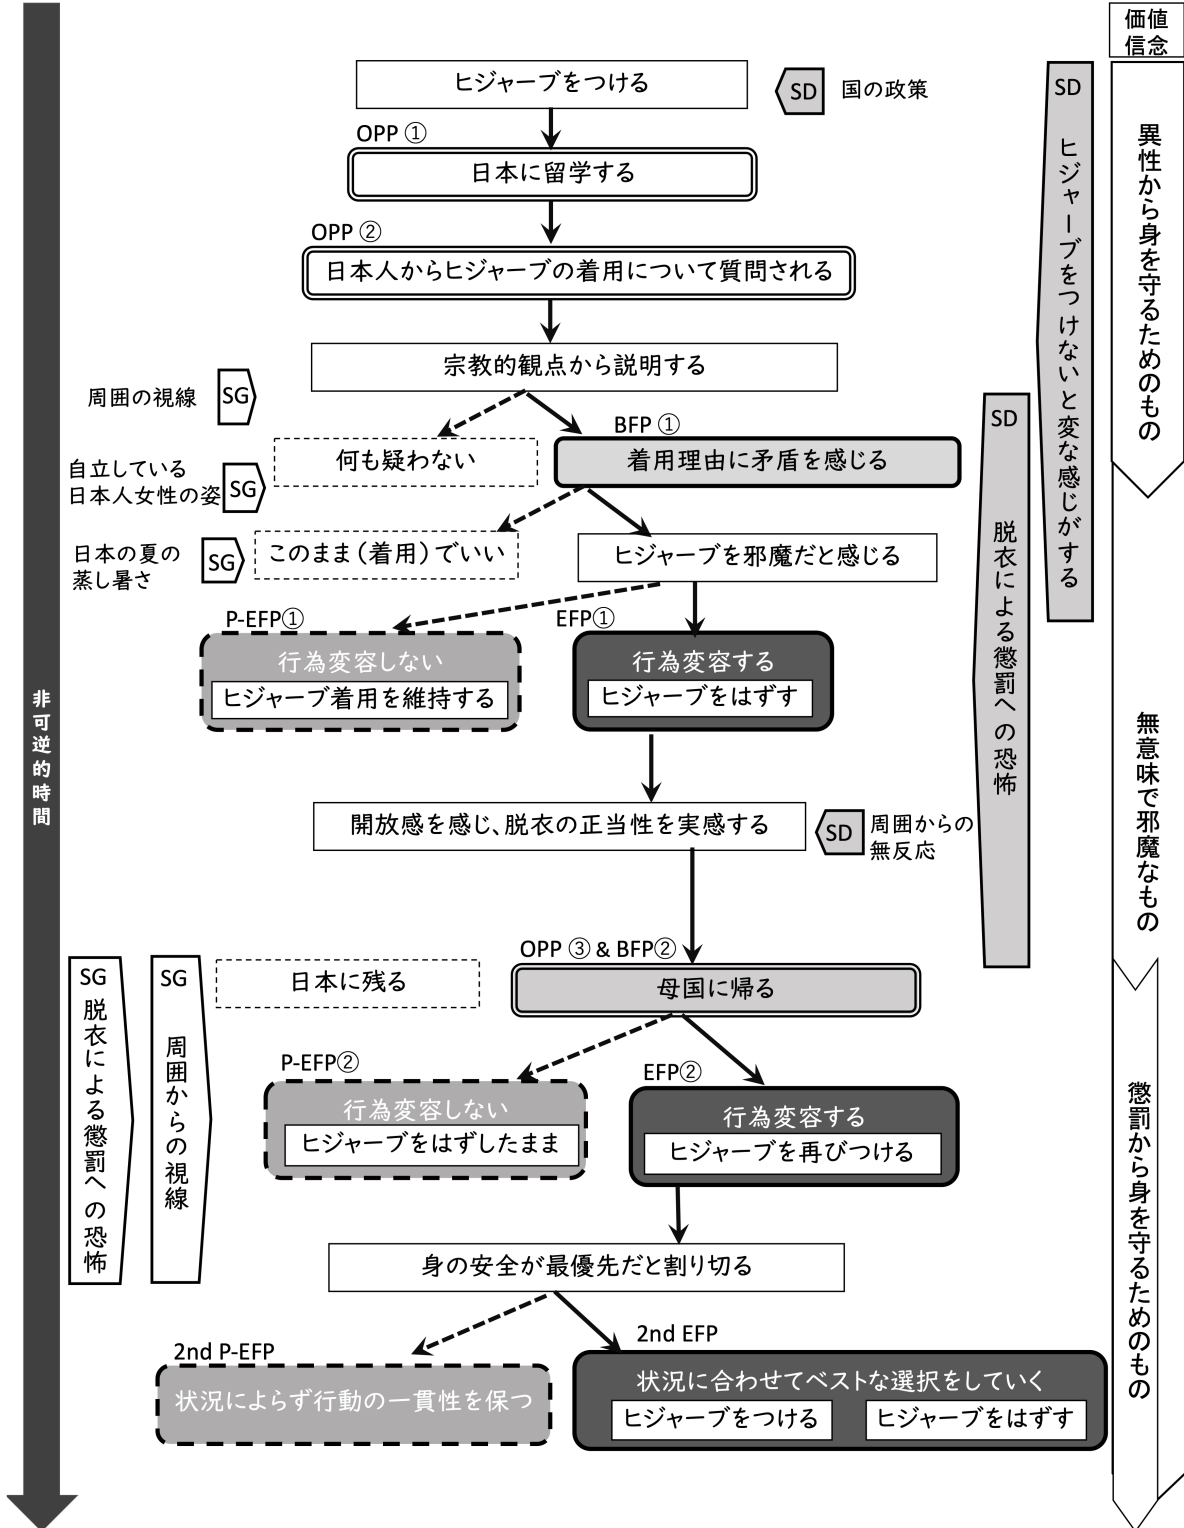 価値
信念
ヒジャーブをつける
SD
国の政策
SD
ヒジャーブをつけないと変な感じがする
異性から身を守るためのもの
OPP ①
日本に留学する
OPP ②
日本人からヒジャーブの着用について質問される
宗教的観点から説明する
周囲の視線
SG
SD
脱衣による懲罰への恐怖
BFP ①
何も疑わない
着用理由に矛盾を感じる
自立している
日本人女性の姿
SG
日本の夏の
蒸し暑さ
SG
このまま（着用）でいい
ヒジャーブを邪魔だと感じる
P-EFP①
行為変容しない
ヒジャーブ着用を維持する
EFP①
行為変容する
ヒジャーブをはずす
非可逆的時間
無意味で邪魔なもの
開放感を感じ、脱衣の正当性を実感する
SD
周囲からの
無反応
OPP ③ & BFP②
日本に残る
母国に帰る
SG
脱衣による懲罰への恐怖
SG
周囲からの視線
P-EFP②
行為変容しない
ヒジャーブをはずしたまま
EFP②
行為変容する
ヒジャーブを再びつける
懲罰から身を守るためのもの
身の安全が最優先だと割り切る
2nd P-EFP
状況によらず行動の一貫性を保つ
2nd EFP
状況に合わせてベストな選択をしていく
ヒジャーブをつける
ヒジャーブをはずす